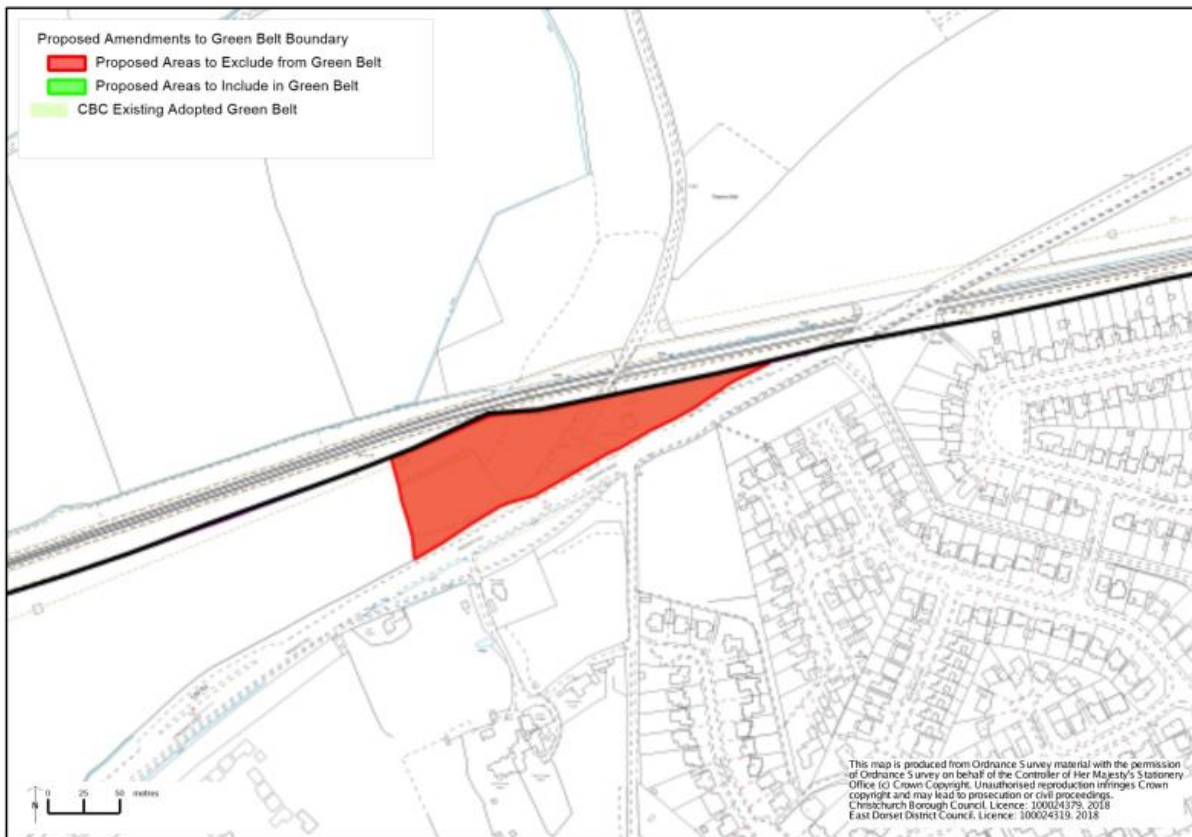 Proposed Amendments to Green Belt Boundary
Proposed Areas to Exclude from Green Belt
Proposed Areas to Include in Green Belt
CBC Existing Adopted Green Belt
N
0 25 50 metres
This map is produced from Ordnance Survey material with the permission
of Ordnance Survey on behalf of the Controller of Her Majesty's Stationery
Office (c) Crown Copyright. Unauthorised reproduction infringes Crown
copyright and may lead to prosecution or civil proceedings.
Christchurch Borough Council. Licence: 100024379. 2018
East Dorset District Council. Licence: 100024319. 2018